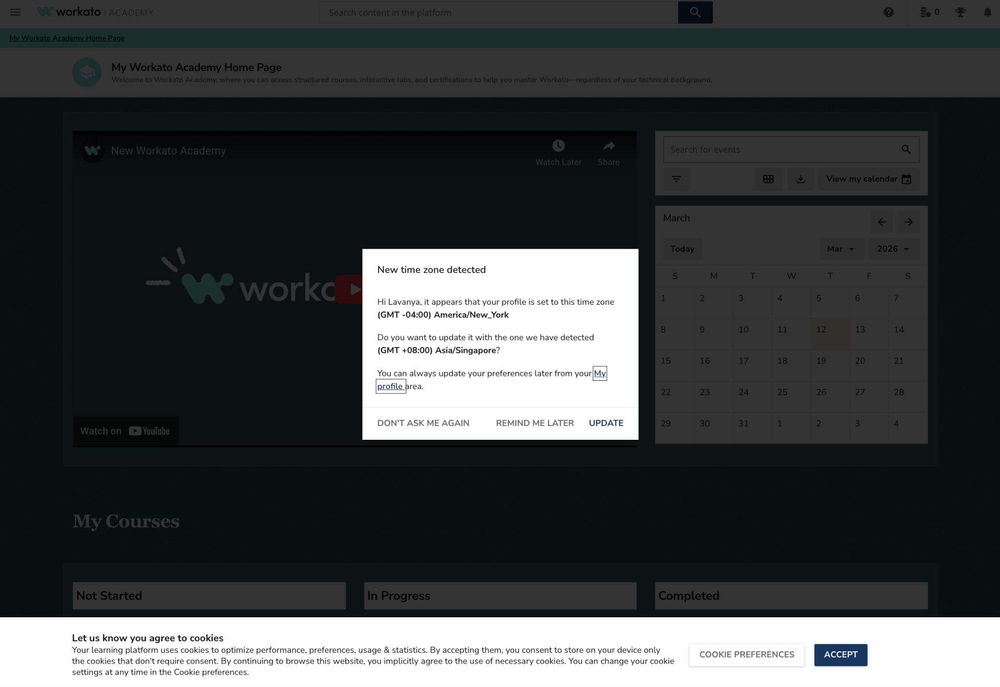 workato ACADEMY
Search content in the platform
0
My Workato Academy Home Page
My Workato Academy Home Page
Welcome to Workato Academy, where you can access structured courses, interactive labs, and certifications to help you master Workato—regardless of your technical background.
New Workato Academy
Watch Later
Share
workc
Watch on YouTube
Search for events
View my calendar
March
Today
Mar
2026
S M T W T F S
1 2 3 4 5 6 7
8 9 10 11 12 13 14
15 16 17 18 19 20 21
22 23 24 25 26 27 28
29 30 31 1 2 3 4
New time zone detected
Hi Lavanya, it appears that your profile is set to this time zone
(GMT -04:00) America/New_York
Do you want to update it with the one we have detected
(GMT +08:00) Asia/Singapore?
You can always update your preferences later from your My
profile area.
DON'T ASK ME AGAIN
REMIND ME LATER
UPDATE
My Courses
Not Started
In Progress
Completed
Let us know you agree to cookies
Your learning platform uses cookies to optimize performance, preferences, usage & statistics. By accepting them, you consent to store on your device only
the cookies that don't require consent. By continuing to browse this website, you implicitly agree to the use of necessary cookies. You can change your cookie
settings at any time in the Cookie preferences.
COOKIE PREFERENCES
ACCEPT